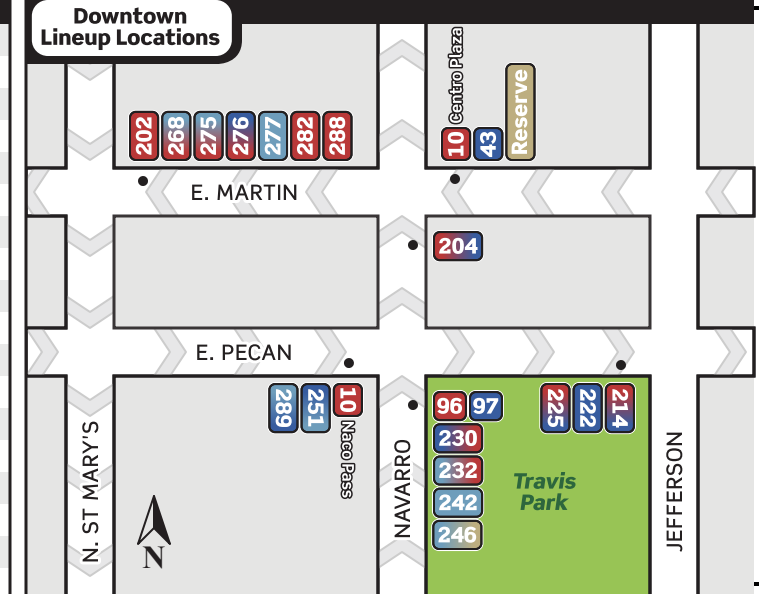 Downtown
Lineup Locations
202
268
275
276
277
282
288
10 Centro Plaza
43
Reserve
E. MARTIN
204
E. PECAN
289
251
10 Naco Pass
96
97
230
232
242
246
225
222
214
Travis
Park
N. ST MARY'S
NAVARRO
JEFFERSON
N